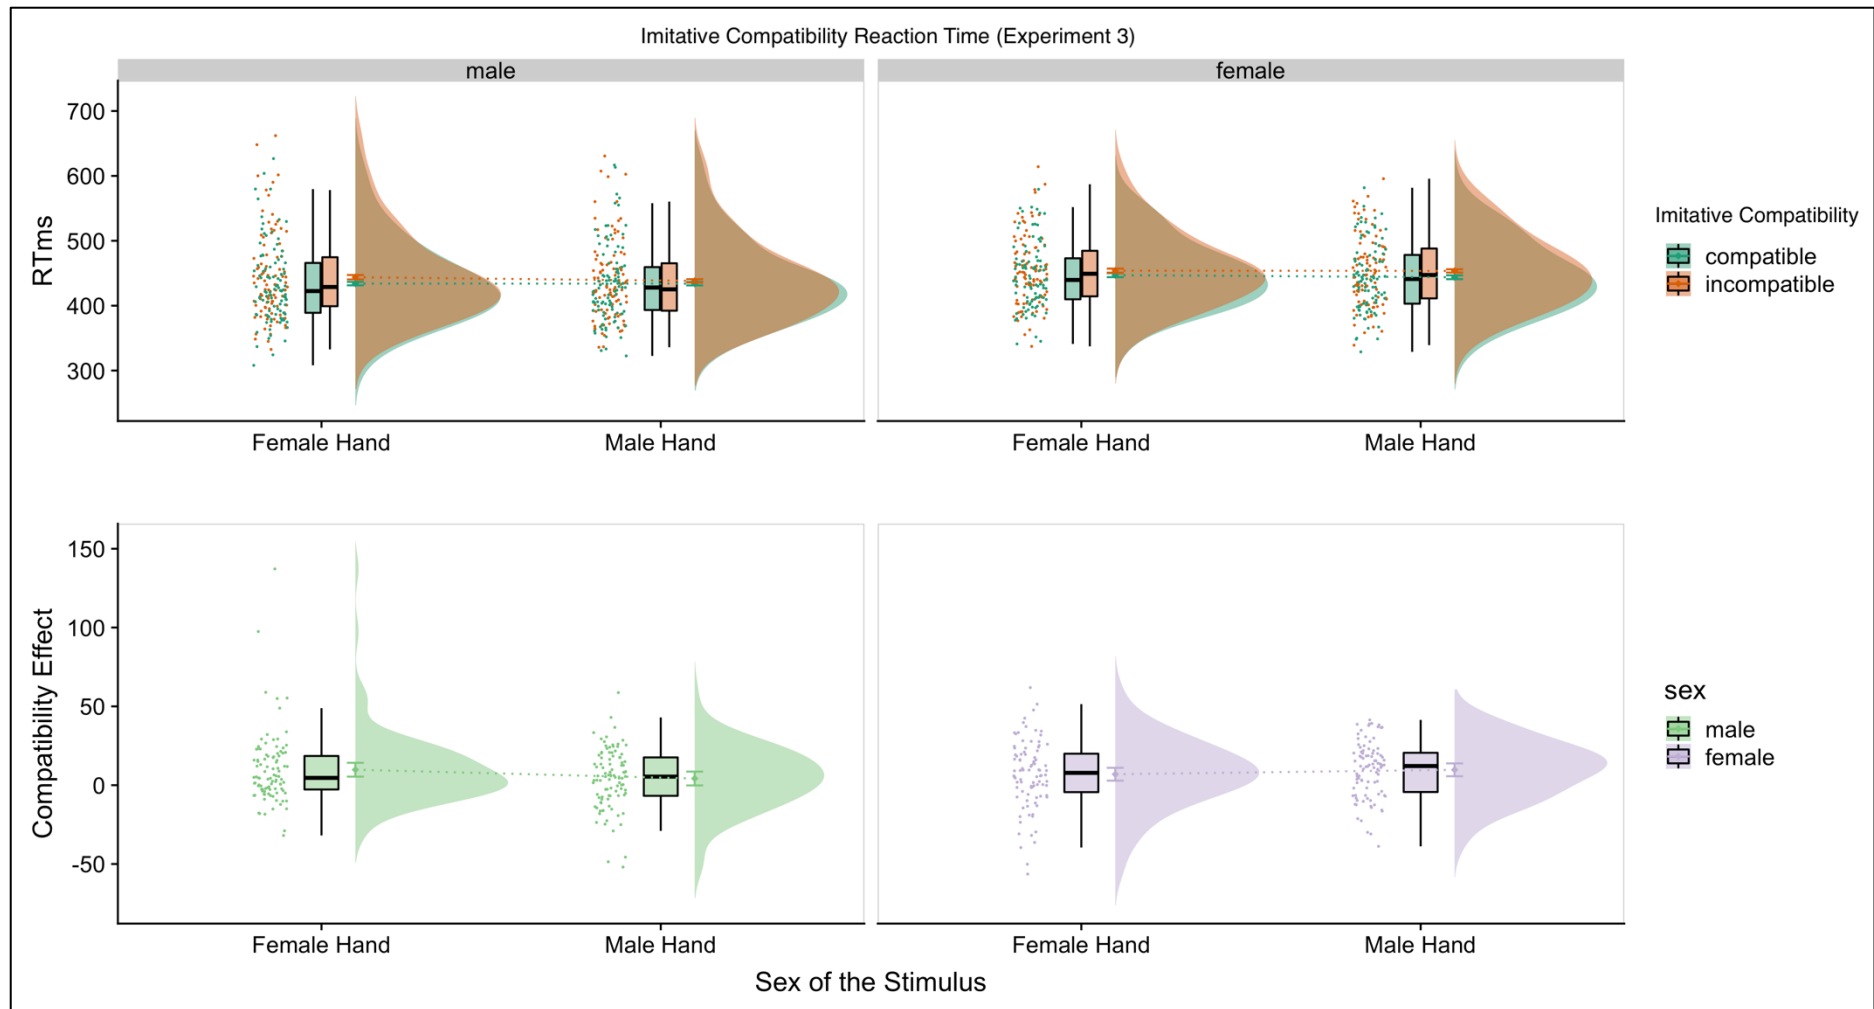 Imitative Compatibility Reaction Time (Experiment 3)
male
female
RTms
700
600
500
400
300
Female Hand
Male Hand
Female Hand
Male Hand
Imitative Compatibility
compatible
incompatible
Compatibility Effect
150
100
50
0
-50
Female Hand
Male Hand
Female Hand
Male Hand
Sex of the Stimulus
sex
male
female